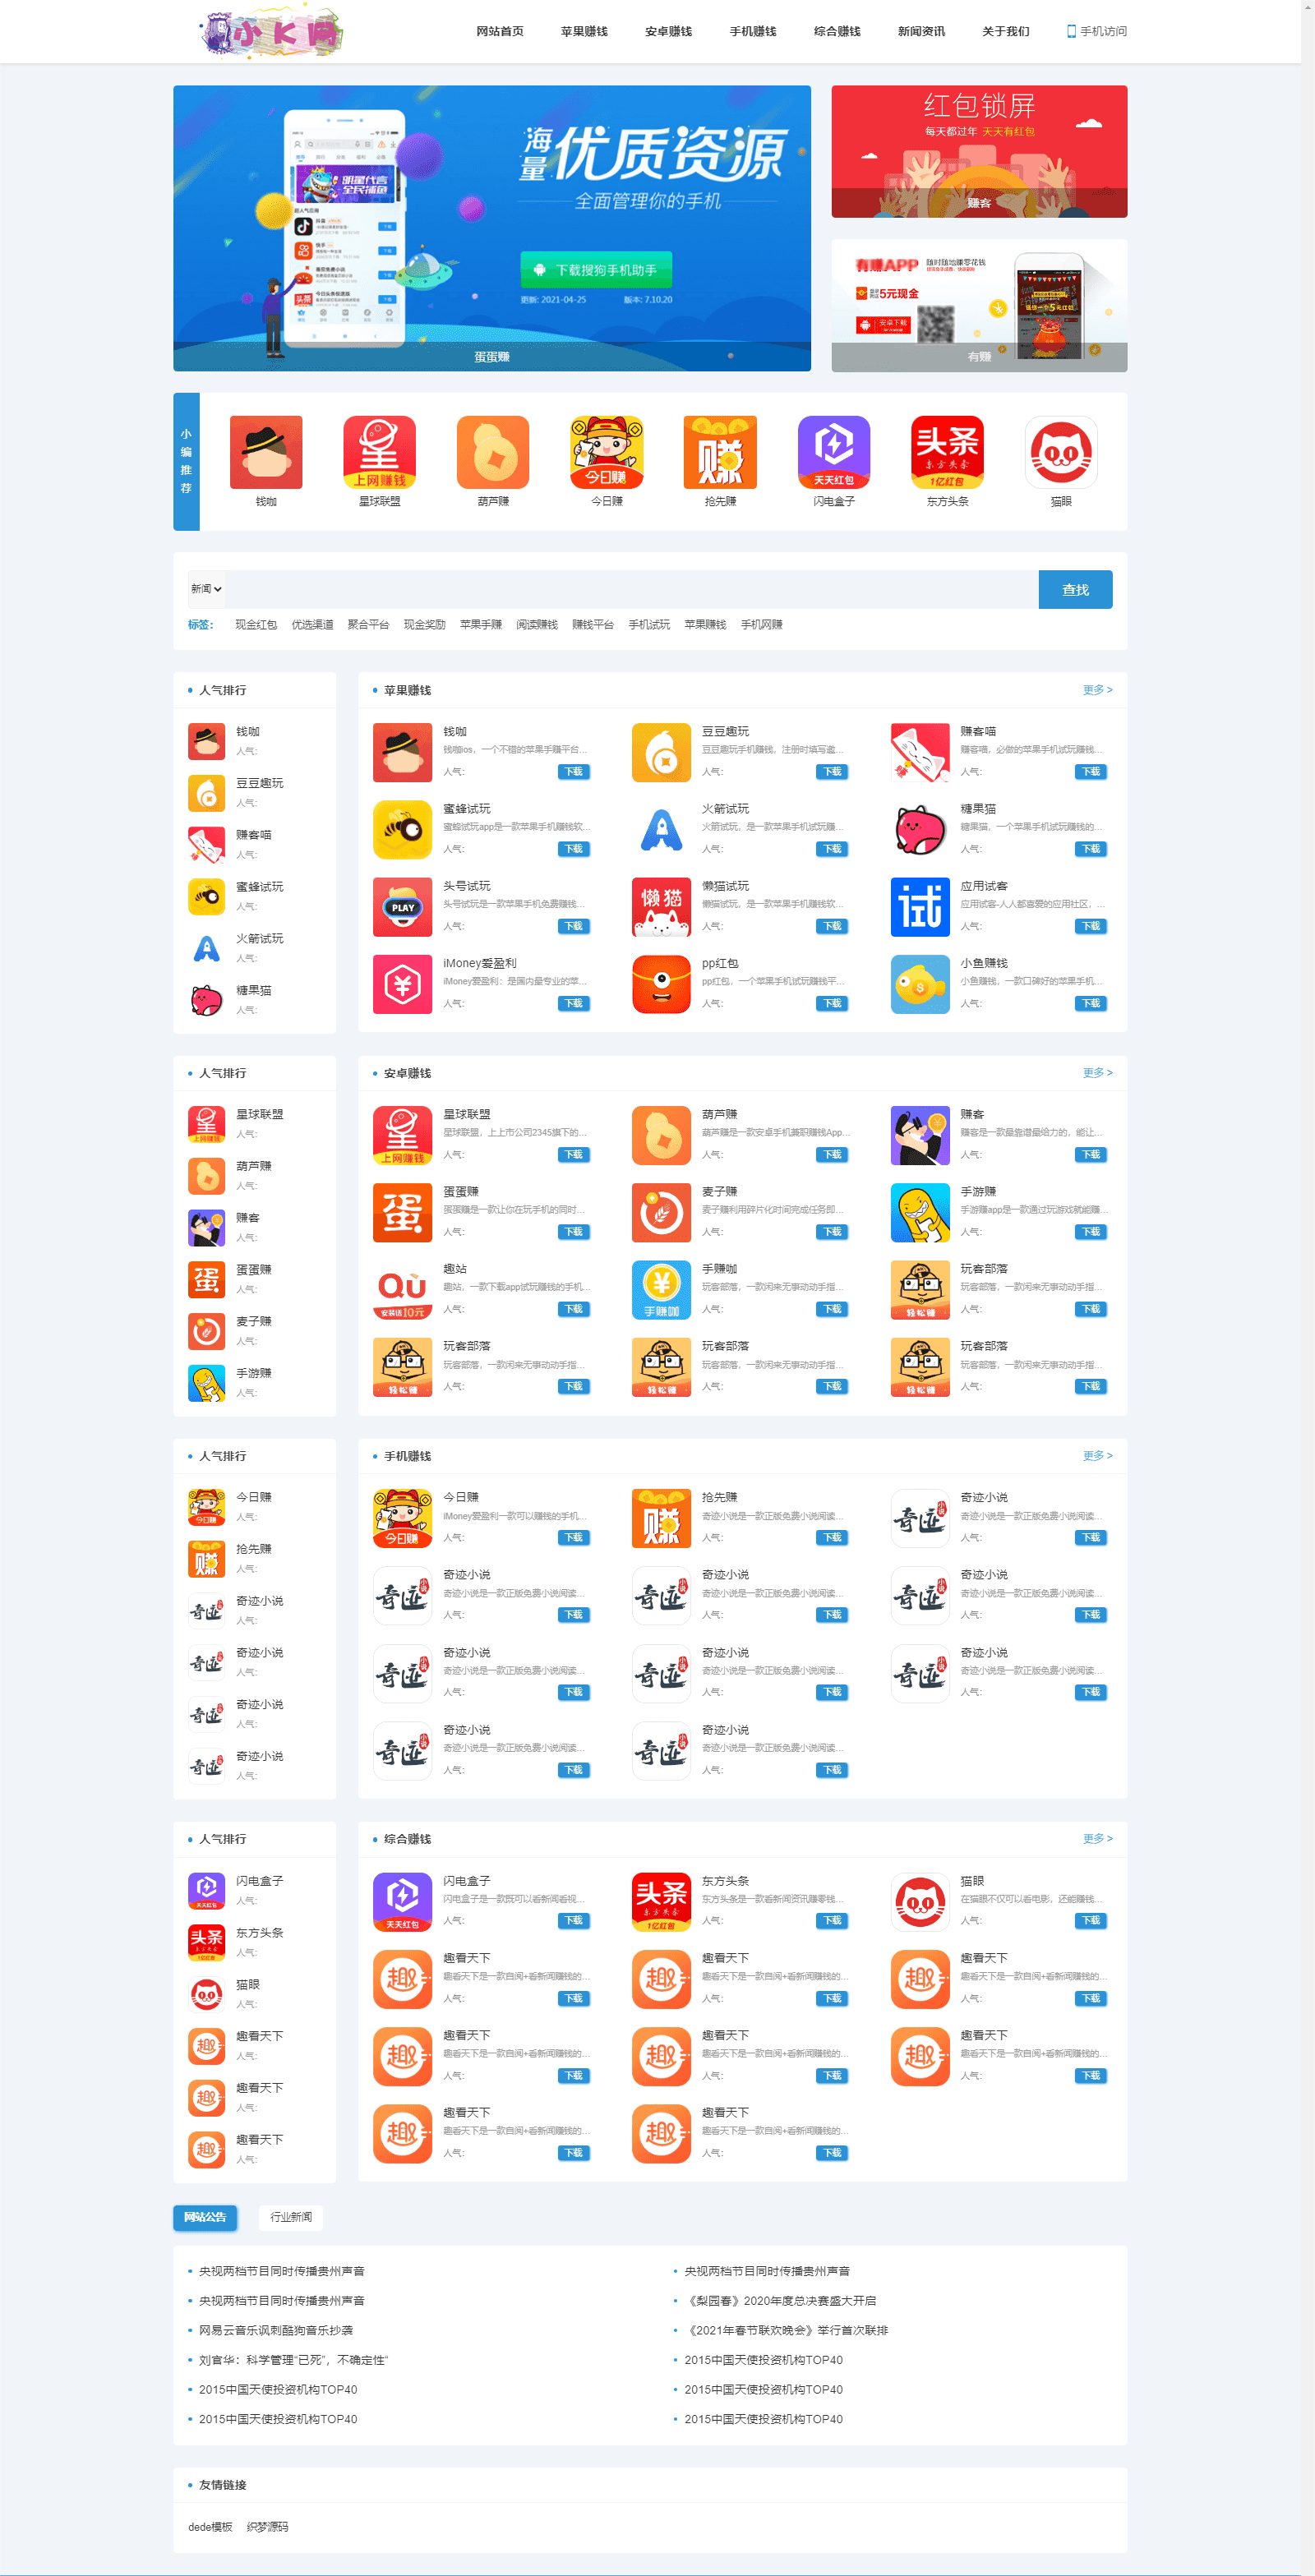 小K网
网站首页 苹果赚钱 安卓赚钱 手机赚钱 综合赚钱 新闻资讯 关于我们 手机访问
海量优质资源
全面管理你的手机
下载搜狗手机助手
更新: 2021-04-25 版本: 7.10.20
蛋蛋赚
红包锁屏
每天都过年 天天有红包
赚客
有赚APP 随时随地赚零花钱
5元现金
安卓下载
有赚
小编推荐
钱咖 星球联盟 葫芦赚 今日赚 抢先赚 闪电盒子 东方头条 猫眼
新闻 查找
标签: 现金红包 优选渠道 聚合平台 现金奖励 苹果手赚 阅读赚钱 赚钱平台 手机试玩 苹果赚钱 手机网赚
人气排行
钱咖
人气:
豆豆趣玩
人气:
赚客喵
人气:
蜜蜂试玩
人气:
火箭试玩
人气:
糖果猫
人气:
苹果赚钱 更多 >
钱咖 豆豆趣玩 赚客喵
钱咖ios，一个不错的苹果手赚平台... 豆豆趣玩手机赚钱，注册时填写邀... 赚客喵，必做的苹果手机试玩赚钱...
人气: 下载 人气: 下载 人气: 下载
蜜蜂试玩 火箭试玩 糖果猫
蜜蜂试玩app是一款苹果手机赚钱软... 火箭试玩，是一款苹果手机试玩赚... 糖果猫，一个苹果手机试玩赚钱的...
人气: 下载 人气: 下载 人气: 下载
头号试玩 懒猫试玩 应用试客
头号试玩是一款苹果手机免费赚钱... 懒猫试玩，是一款苹果手机赚钱软... 应用试客-人人都喜爱的应用社区，...
人气: 下载 人气: 下载 人气: 下载
iMoney爱盈利 pp红包 小鱼赚钱
iMoney爱盈利：是国内最专业的苹... pp红包，一个苹果手机试玩赚钱平... 小鱼赚钱，一款口碑好的苹果手机...
人气: 下载 人气: 下载 人气: 下载
人气排行
星球联盟
人气:
葫芦赚
人气:
赚客
人气:
蛋蛋赚
人气:
麦子赚
人气:
手游赚
人气:
安卓赚钱 更多 >
星球联盟 葫芦赚 赚客
星球联盟，上上市公司2345旗下的... 葫芦赚是一款安卓手机兼职赚钱App... 赚客是一款最靠谱最给力的，能让...
人气: 下载 人气: 下载 人气: 下载
蛋蛋赚 麦子赚 手游赚
蛋蛋赚是一款让你在玩手机的同时... 麦子赚利用碎片化时间完成任务即... 手游赚app是一款通过玩游戏就能赚...
人气: 下载 人气: 下载 人气: 下载
趣站 手赚咖 玩客部落
趣站，一款下载app试玩赚钱的手机... 玩客部落，一款闲来无事动动手指... 玩客部落，一款闲来无事动动手指...
人气: 下载 人气: 下载 人气: 下载
玩客部落 玩客部落 玩客部落
玩客部落，一款闲来无事动动手指... 玩客部落，一款闲来无事动动手指... 玩客部落，一款闲来无事动动手指...
人气: 下载 人气: 下载 人气: 下载
人气排行
今日赚
人气:
抢先赚
人气:
奇迹小说
人气:
奇迹小说
人气:
奇迹小说
人气:
奇迹小说
人气:
手机赚钱 更多 >
今日赚 抢先赚 奇迹小说
iMoney爱盈利一款可以赚钱的手机... 奇迹小说是一款正版免费小说阅读... 奇迹小说是一款正版免费小说阅读...
人气: 下载 人气: 下载 人气: 下载
奇迹小说 奇迹小说 奇迹小说
奇迹小说是一款正版免费小说阅读... 奇迹小说是一款正版免费小说阅读... 奇迹小说是一款正版免费小说阅读...
人气: 下载 人气: 下载 人气: 下载
奇迹小说 奇迹小说 奇迹小说
奇迹小说是一款正版免费小说阅读... 奇迹小说是一款正版免费小说阅读... 奇迹小说是一款正版免费小说阅读...
人气: 下载 人气: 下载 人气: 下载
奇迹小说 奇迹小说
奇迹小说是一款正版免费小说阅读... 奇迹小说是一款正版免费小说阅读...
人气: 下载 人气: 下载
人气排行
闪电盒子
人气:
东方头条
人气:
猫眼
人气:
趣看天下
人气:
趣看天下
人气:
趣看天下
人气:
综合赚钱 更多 >
闪电盒子 东方头条 猫眼
闪电盒子是一款既可以看新闻看视... 东方头条是一款看新闻资讯赚零钱... 在猫眼不仅可以看电影，还能赚钱...
人气: 下载 人气: 下载 人气: 下载
趣看天下 趣看天下 趣看天下
趣看天下是一款自阅+看新闻赚钱的... 趣看天下是一款自阅+看新闻赚钱的... 趣看天下是一款自阅+看新闻赚钱的...
人气: 下载 人气: 下载 人气: 下载
趣看天下 趣看天下 趣看天下
趣看天下是一款自阅+看新闻赚钱的... 趣看天下是一款自阅+看新闻赚钱的... 趣看天下是一款自阅+看新闻赚钱的...
人气: 下载 人气: 下载 人气: 下载
趣看天下 趣看天下
趣看天下是一款自阅+看新闻赚钱的... 趣看天下是一款自阅+看新闻赚钱的...
人气: 下载 人气: 下载
网站公告 行业新闻
央视两档节目同时传播贵州声音 央视两档节目同时传播贵州声音
央视两档节目同时传播贵州声音 《梨园春》2020年度总决赛盛大开启
网易云音乐讽刺酷狗音乐抄袭 《2021年春节联欢晚会》举行首次联排
刘官华：科学管理“已死”，不确定性“ 2015中国天使投资机构TOP40
2015中国天使投资机构TOP40 2015中国天使投资机构TOP40
2015中国天使投资机构TOP40 2015中国天使投资机构TOP40
友情链接
dede模板 织梦源码